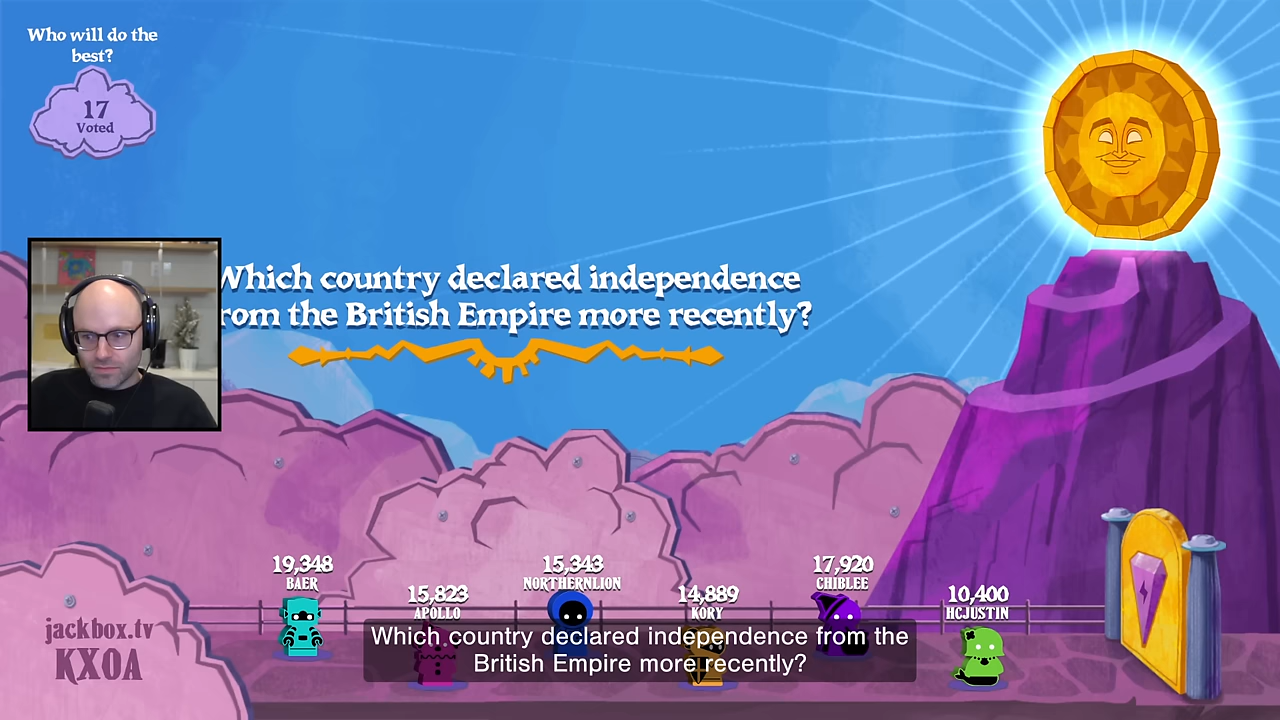 Who will do the
best?
17
Voted
Which country declared independence
rom the British Empire more recently?
19,348
BAER
15,823
APOLLO
15,343
NORTHERNLION
14,889
KORY
17,920
CHIBLEE
10,400
HCJUSTIN
jackbox.tv
KXOA
Which country declared independence from the
British Empire more recently?